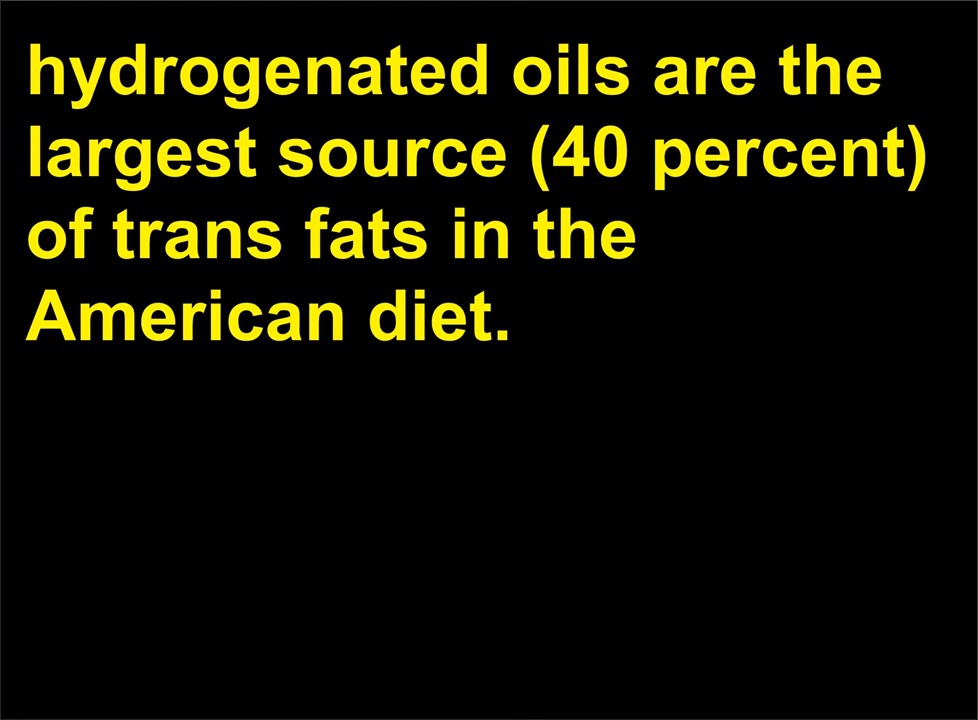 hydrogenated oils are the
largest source (40 percent)
of trans fats in the
American diet.